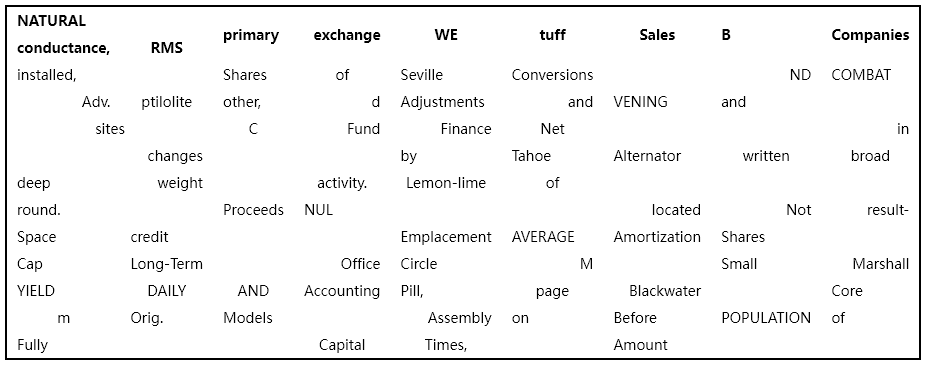 NATURAL conductance, RMS primary exchange WE tuff Sales B Companies
installed, Shares of Seville Conversions ND COMBAT
Adv. ptilolite other, d Adjustments and VENING and
sites C Fund Finance Net in
changes by Tahoe Alternator written broad
deep weight activity. Lemon-lime of
round. Proceeds NUL located Not result-
Space credit Emplacement AVERAGE Amortization Shares
Cap Long-Term Office Circle M Small Marshall
YIELD DAILY AND Accounting Pill, page Blackwater Core
m Orig. Models Assembly on Before POPULATION of
Fully Capital Times, Amount